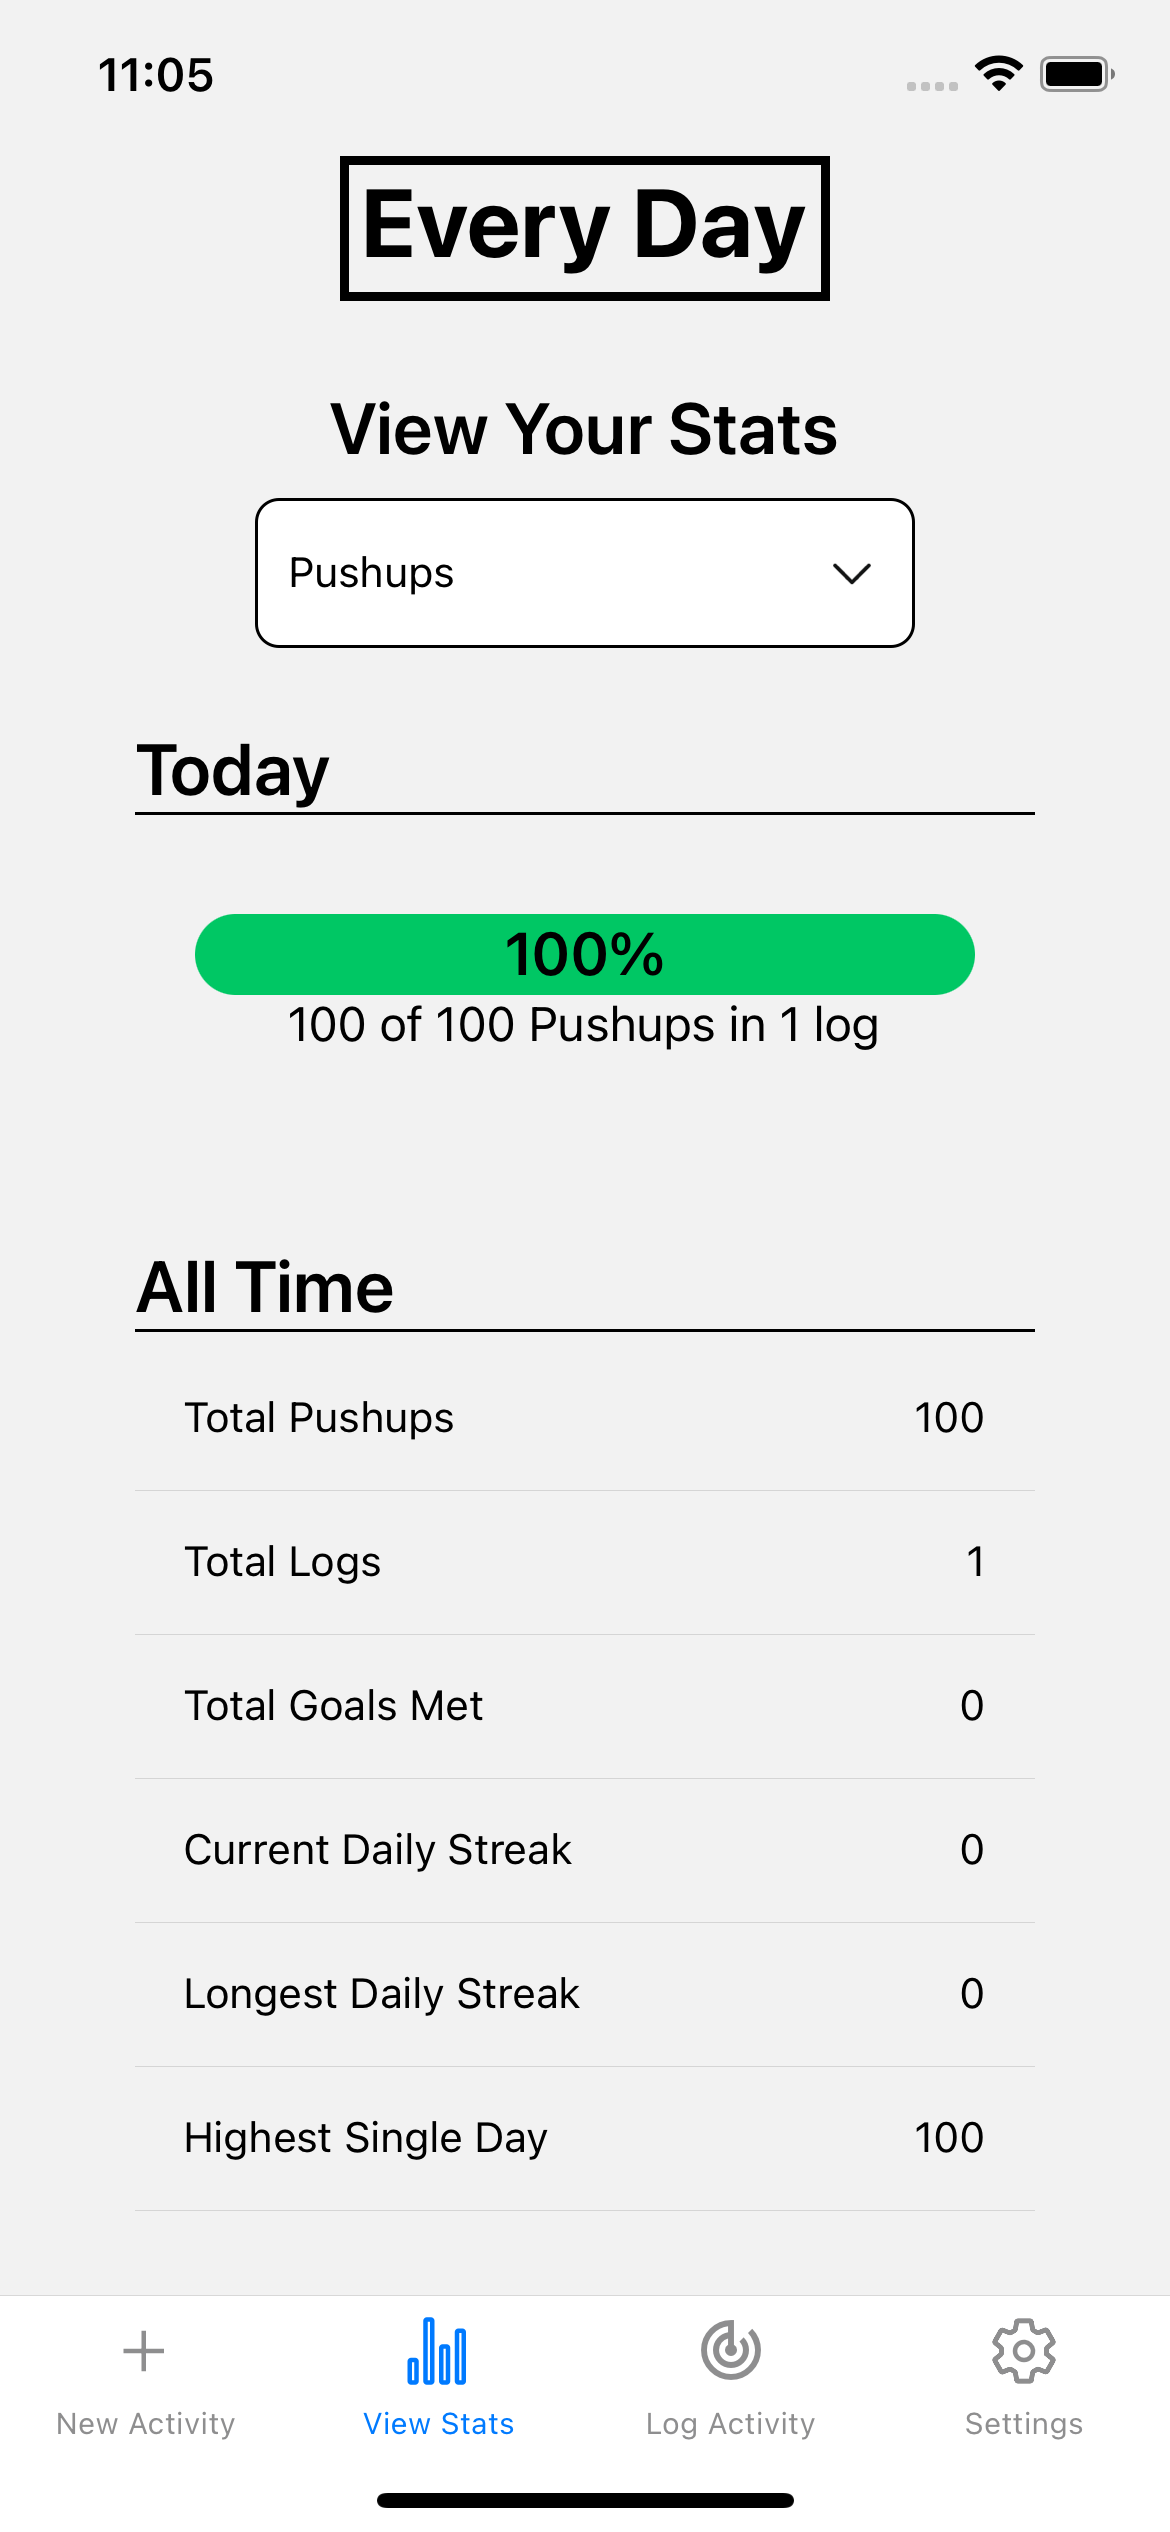 11:05
Every Day
View Your Stats
Pushups
Today
100%
100 of 100 Pushups in 1 log
All Time
Total Pushups 100
Total Logs 1
Total Goals Met 0
Current Daily Streak 0
Longest Daily Streak 0
Highest Single Day 100
New Activity View Stats Log Activity Settings